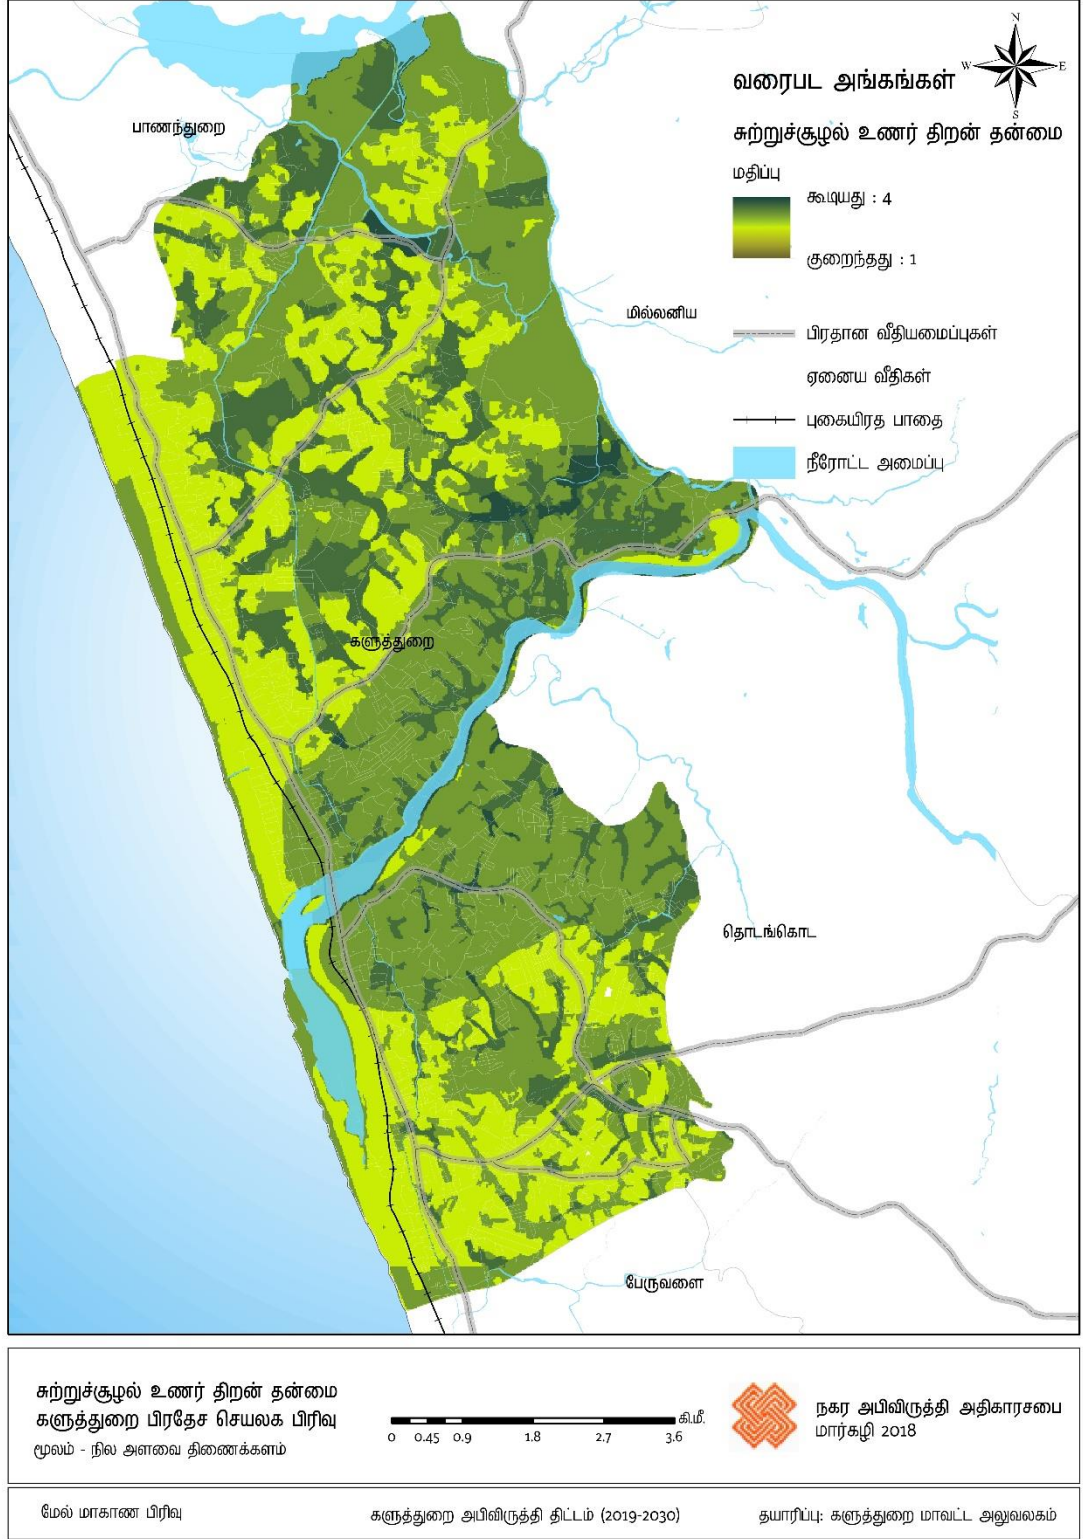 N
W
E
S
வரைபட அங்கங்கள்
சுற்றுச்சூழல் உணர் திறன் தன்மை
மதிப்பு
கூடியது : 4
குறைந்தது : 1
பிரதான வீதியமைப்புகள்
ஏனைய வீதிகள்
புகையிரத பாதை
நீரோட்ட அமைப்பு
பாணந்துறை
மில்லனிய
களுத்துறை
தொடங்கொட
பேருவளை
சுற்றுச்சூழல் உணர் திறன் தன்மை
களுத்துறை பிரதேச செயலக பிரிவு
மூலம் - நில அளவை திணைக்களம்
கி.மீ.
0 0.45 0.9 1.8 2.7 3.6
நகர அபிவிருத்தி அதிகாரசபை
மார்கழி 2018
மேல் மாகாண பிரிவு
களுத்துறை அபிவிருத்தி திட்டம் (2019-2030)
தயாரிப்பு: களுத்துறை மாவட்ட அலுவலகம்